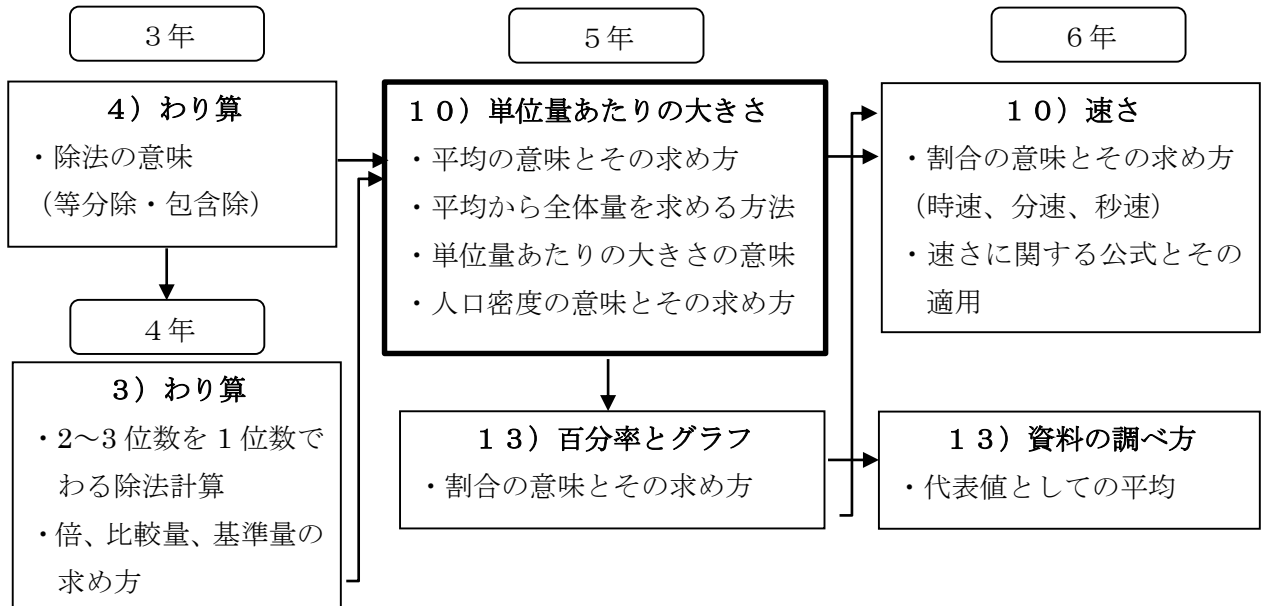 ３年
４）わり算
・除法の意味
（等分除・包含除）
４年
３）わり算
・2～3 位数を 1 位数で
わる除法計算
・倍、比較量、基準量の
求め方
５年
１０）単位量あたりの大きさ
・平均の意味とその求め方
・平均から全体量を求める方法
・単位量あたりの大きさの意味
・人口密度の意味とその求め方
１３）百分率とグラフ
・割合の意味とその求め方
６年
１０）速さ
・割合の意味とその求め方
（時速、分速、秒速）
・速さに関する公式とその
適用
１３）資料の調べ方
・代表値としての平均